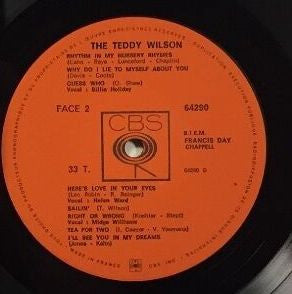 THE TEDDY WILSON
RHYTHM IN MY NURSERY RHYMES
(Cahn - Raye - Lunceford - Chaplin)
WHY DO I LIE TO MYSELF ABOUT YOU
(Davis - Coots)
GUESS WHO
Vocal : Billie Holiday
FACE 2
64290
CBS
B.I.E.M.
FRANCIS DAY
CHAPPELL
33 T.
64290 B
HERE'S LOVE IN YOUR EYES
(Leo Robin - R. Rainger)
Vocal : Helen Ward
SAILIN' (T. Wilson)
RIGHT OR WRONG
Vocal : Midge Williams
TEA FOR TWO (I. Caesar - V. Youmans)
I'LL SEE YOU IN MY DREAMS
(Jones - Kahn)
MADE IN FRANCE
CBS